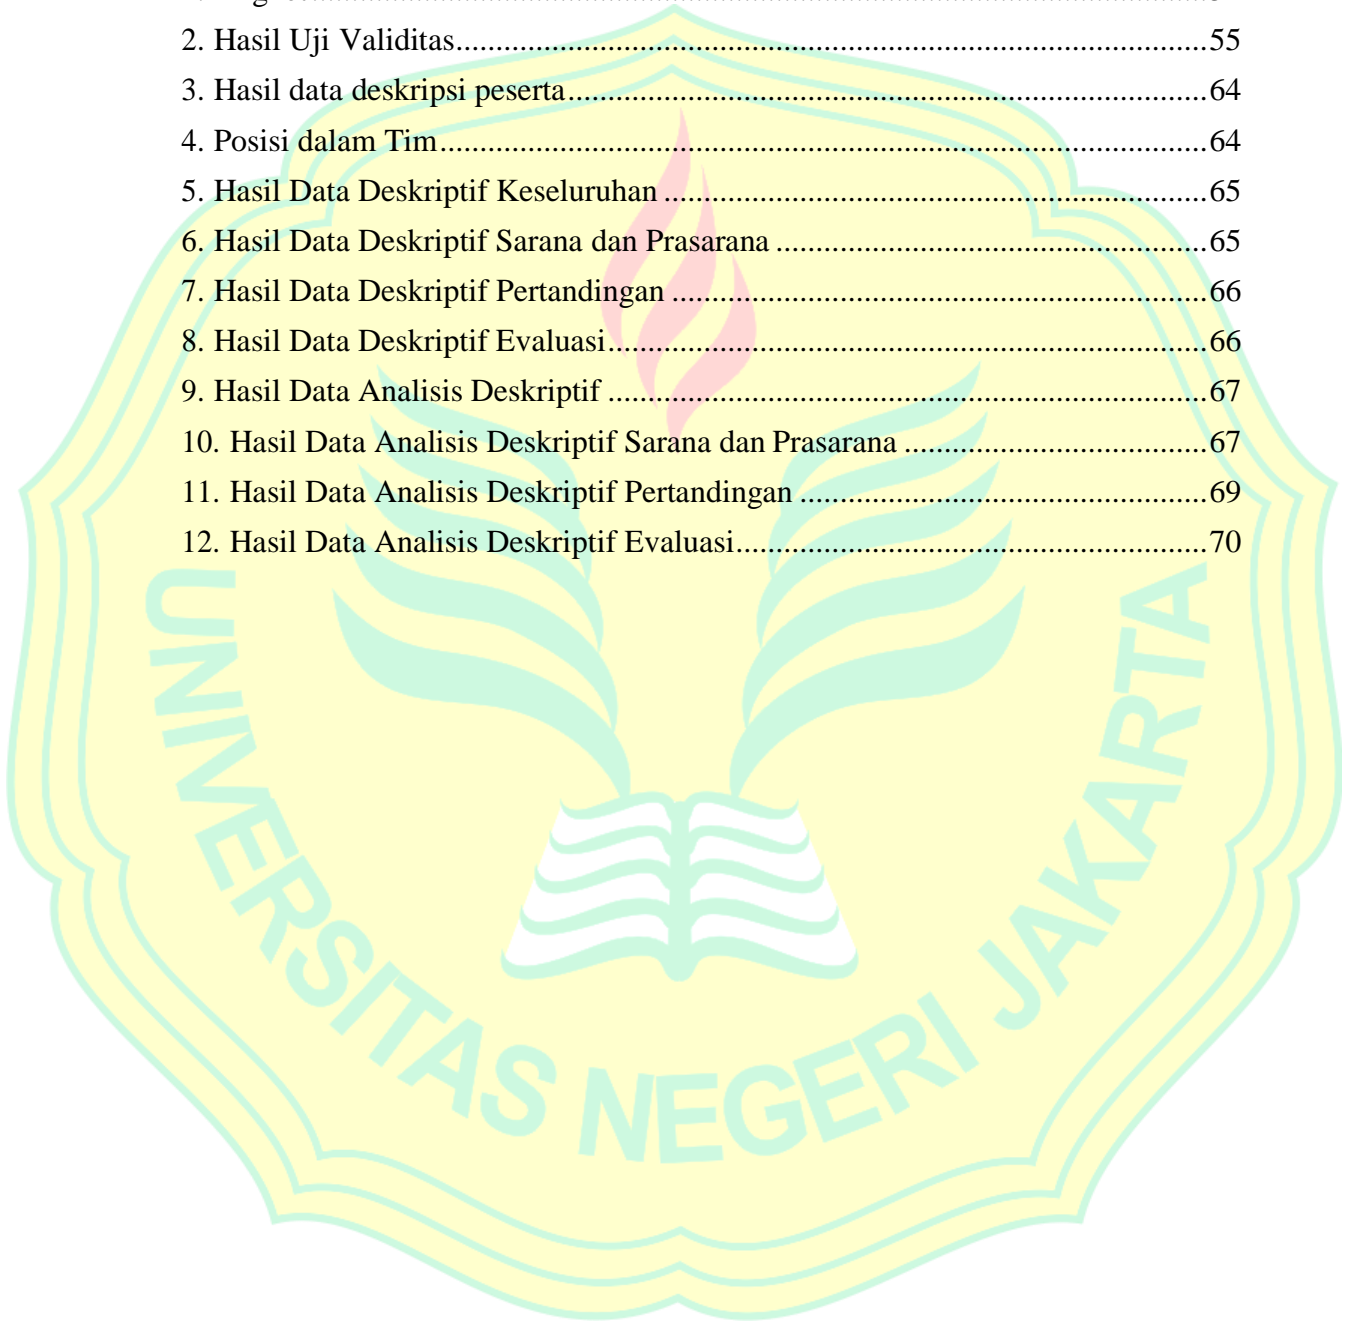 2. Hasil Uji Validitas....................................................................................55
3. Hasil data deskripsi peserta........................................................................64
4. Posisi dalam Tim......................................................................................64
5. Hasil Data Deskriptif Keseluruhan .............................................................65
6. Hasil Data Deskriptif Sarana dan Prasarana .................................................65
7. Hasil Data Deskriptif Pertandingan .............................................................66
8. Hasil Data Deskriptif Evaluasi....................................................................66
9. Hasil Data Analisis Deskriptif ....................................................................67
10. Hasil Data Analisis Deskriptif Sarana dan Prasarana ...................................67
11. Hasil Data Analisis Deskriptif Pertandingan ...............................................69
12. Hasil Data Analisis Deskriptif Evaluasi......................................................70
UNIVERSITAS NEGERI JAKARTA